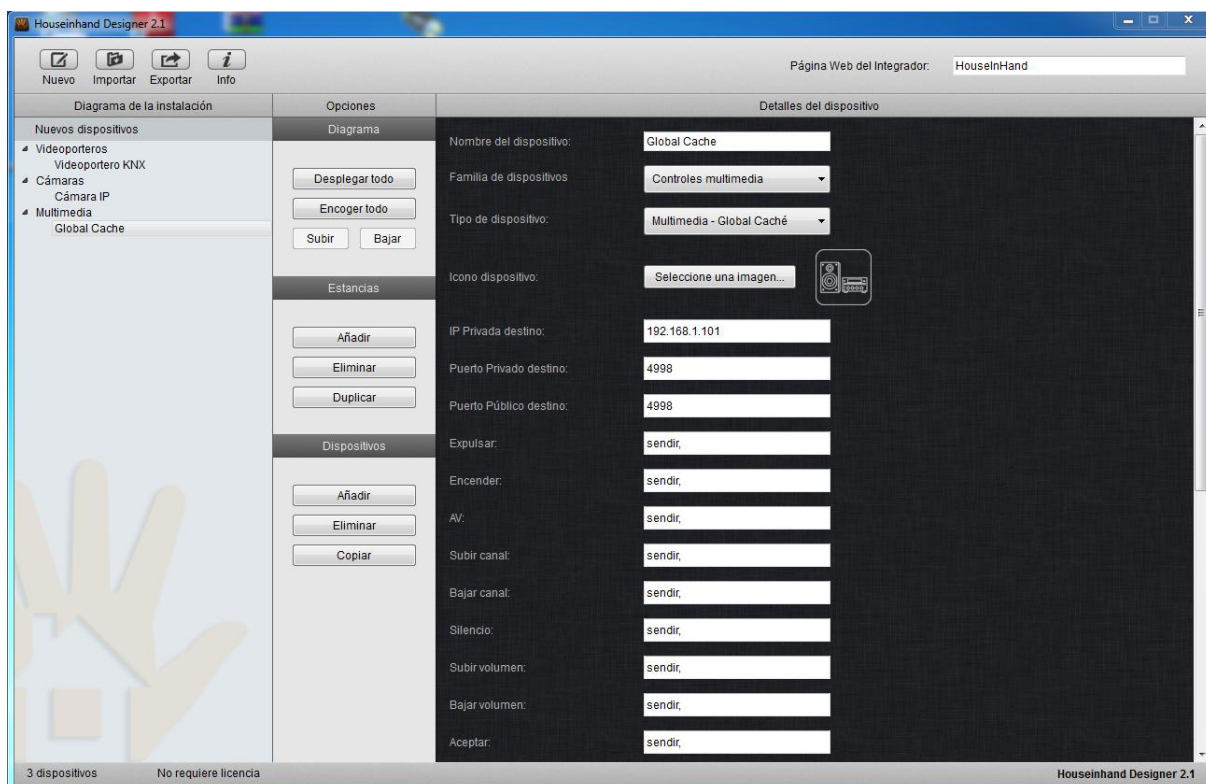 Houseinhand Designer 2.1
Nuevo Importar Exportar Info
Página Web del Integrador: HouseInHand
Diagrama de la instalación
Nuevos dispositivos
Videoporteros
Videoportero KNX
Cámaras
Cámara IP
Multimedia
Global Cache
Opciones
Diagrama
Desplegar todo
Encoger todo
Subir Bajar
Estancias
Añadir
Eliminar
Duplicar
Dispositivos
Añadir
Eliminar
Copiar
Detalles del dispositivo
Nombre del dispositivo: Global Cache
Familia de dispositivos Controles multimedia
Tipo de dispositivo: Multimedia - Global Caché
Icono dispositivo: Seleccione una imagen...
IP Privada destino: 192.168.1.101
Puerto Privado destino: 4998
Puerto Público destino: 4998
Expulsar: sendir,
Encender: sendir,
AV: sendir,
Subir canal: sendir,
Bajar canal: sendir,
Silencio: sendir,
Subir volumen: sendir,
Bajar volumen: sendir,
Aceptar: sendir,
3 dispositivos No requiere licencia Houseinhand Designer 2.1